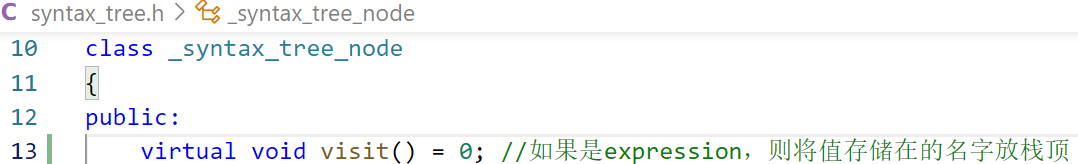 C syntax_tree.h > _syntax_tree_node
10 class _syntax_tree_node
11 {
12 public:
13 virtual void visit() = 0; //如果是expression，则将值存储在的名字放栈顶